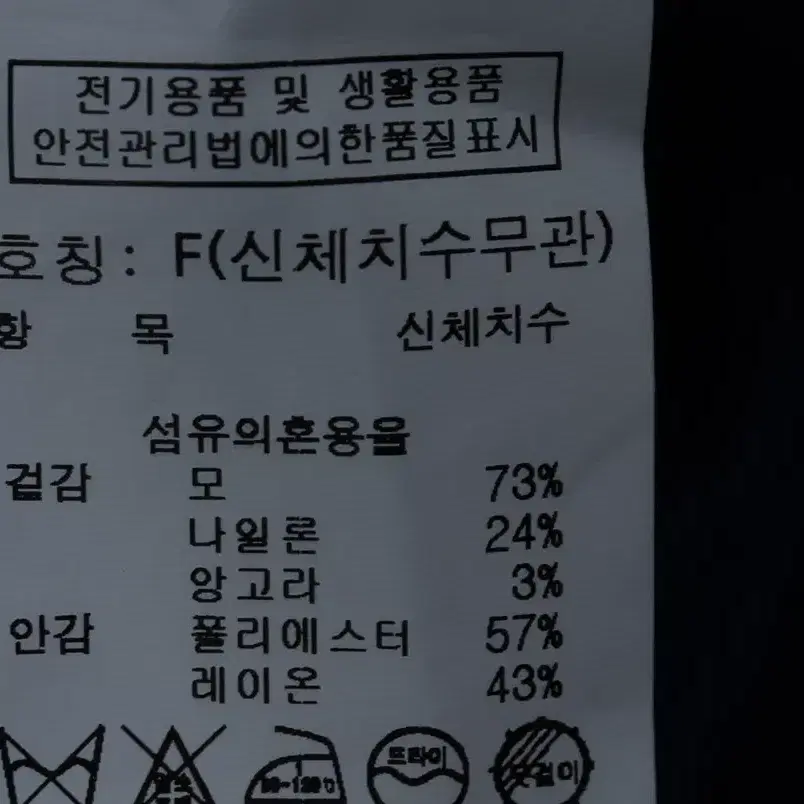 전기용품 및 생활용품
안전관리법에의한품질표시
호칭: F(신체치수무관)
항 목 신체치수
섬유의혼용율
겉감 모 73%
나일론 24%
앙고라 3%
안감 폴리에스터 57%
레이온 43%
드라이